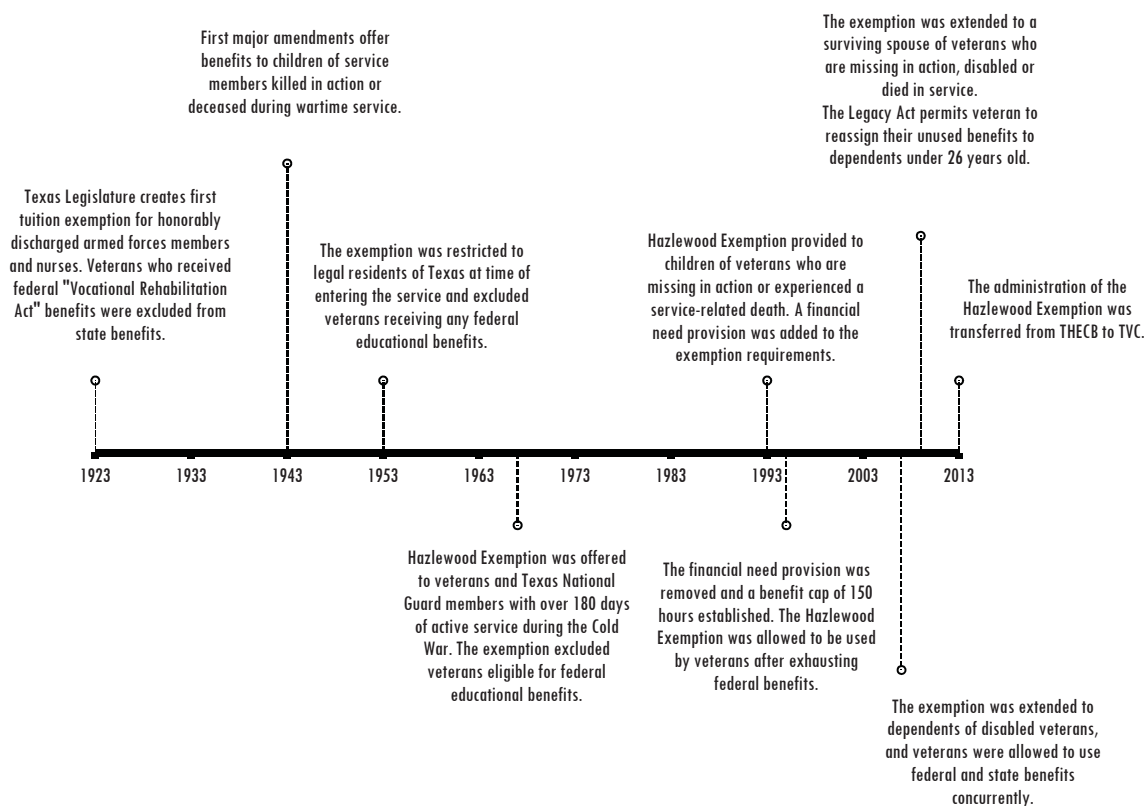 First major amendments offer
benefits to children of service
members killed in action or
deceased during wartime service.
The exemption was extended to a
surviving spouse of veterans who
are missing in action, disabled or
died in service.
The Legacy Act permits veteran to
reassign their unused benefits to
dependents under 26 years old.
Texas Legislature creates first
tuition exemption for honorably
discharged armed forces members
and nurses. Veterans who received
federal "Vocational Rehabilitation
Act" benefits were excluded from
state benefits.
The exemption was restricted to
legal residents of Texas at time of
entering the service and excluded
veterans receiving any federal
educational benefits.
Hazlewood Exemption provided to
children of veterans who are
missing in action or experienced a
service-related death. A financial
need provision was added to the
exemption requirements.
The administration of the
Hazlewood Exemption was
transferred from THECB to TVC.
1923
1933
1943
1953
1963
1973
1983
1993
2003
2013
Hazlewood Exemption was offered
to veterans and Texas National
Guard members with over 180 days
of active service during the Cold
War. The exemption excluded
veterans eligible for federal
educational benefits.
The financial need provision was
removed and a benefit cap of 150
hours established. The Hazlewood
Exemption was allowed to be used
by veterans after exhausting
federal benefits.
The exemption was extended to
dependents of disabled veterans,
and veterans were allowed to use
federal and state benefits
concurrently.